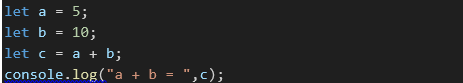 let a = 5;
let b = 10;
let c = a + b;
console.log("a + b = ",c);